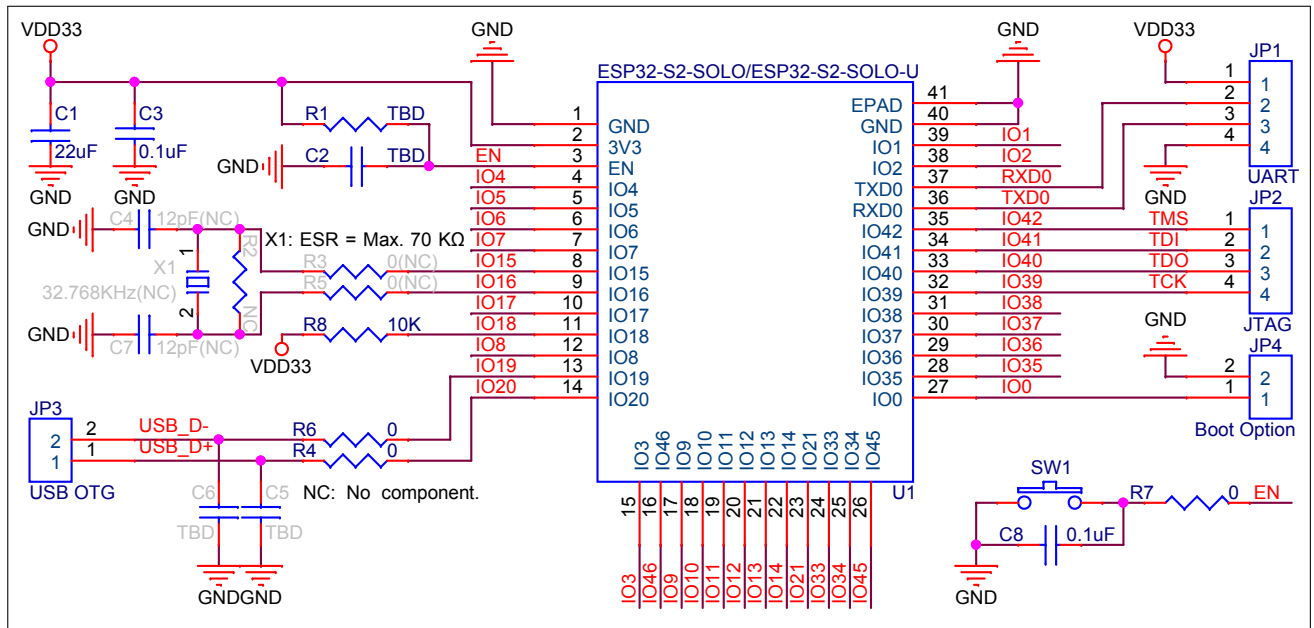 VDD33
GND
GND
VDD33
JP1
ESP32-S2-SOLO/ESP32-S2-SOLO-U
C1
22uF
GND
C3
0.1uF
GND
R1
TBD
GND
C2
TBD
EN
IO4
IO5
IO6
IO7
IO15
IO16
IO17
IO18
IO8
IO19
IO20
1
2
3
4
5
6
7
8
9
10
11
12
13
14
GND
3V3
EN
IO4
IO5
IO6
IO7
IO15
IO16
IO17
IO18
IO8
IO19
IO20
EPAD
GND
IO1
IO2
TXD0
RXD0
IO42
IO41
IO40
IO39
IO38
IO37
IO36
IO35
IO0
41
40
39
38
37
36
35
34
33
32
31
30
29
28
27
IO1
IO2
RXD0
TXD0
IO42
IO41
IO40
IO39
IO38
IO37
IO36
IO35
IO0
TMS
TDI
TDO
TCK
1
2
3
4
1
2
3
4
UART
GND
JP2
1
2
3
4
1
2
3
4
JTAG
GND
JP4
2
1
2
1
Boot Option
GND
C4
12pF(NC)
X1: ESR = Max. 70 KΩ
1
X1
32.768KHz(NC)
2
R2
NC
R3
0(NC)
R5
0(NC)
GND
C7
12pF(NC)
R8
10K
VDD33
JP3
2
1
2
1
USB OTG
USB_D-
USB_D+
R6
0
R4
0
C6
TBD
C5
TBD
NC: No component.
GND
GND
IO3
IO46
IO9
IO10
IO11
IO12
IO13
IO14
IO21
IO33
IO34
IO45
U1
15
16
17
18
19
20
21
22
23
24
25
26
IO3
IO46
IO9
IO10
IO11
IO12
IO13
IO14
IO21
IO33
IO34
IO45
SW1
R7
0
EN
C8
0.1uF
GND